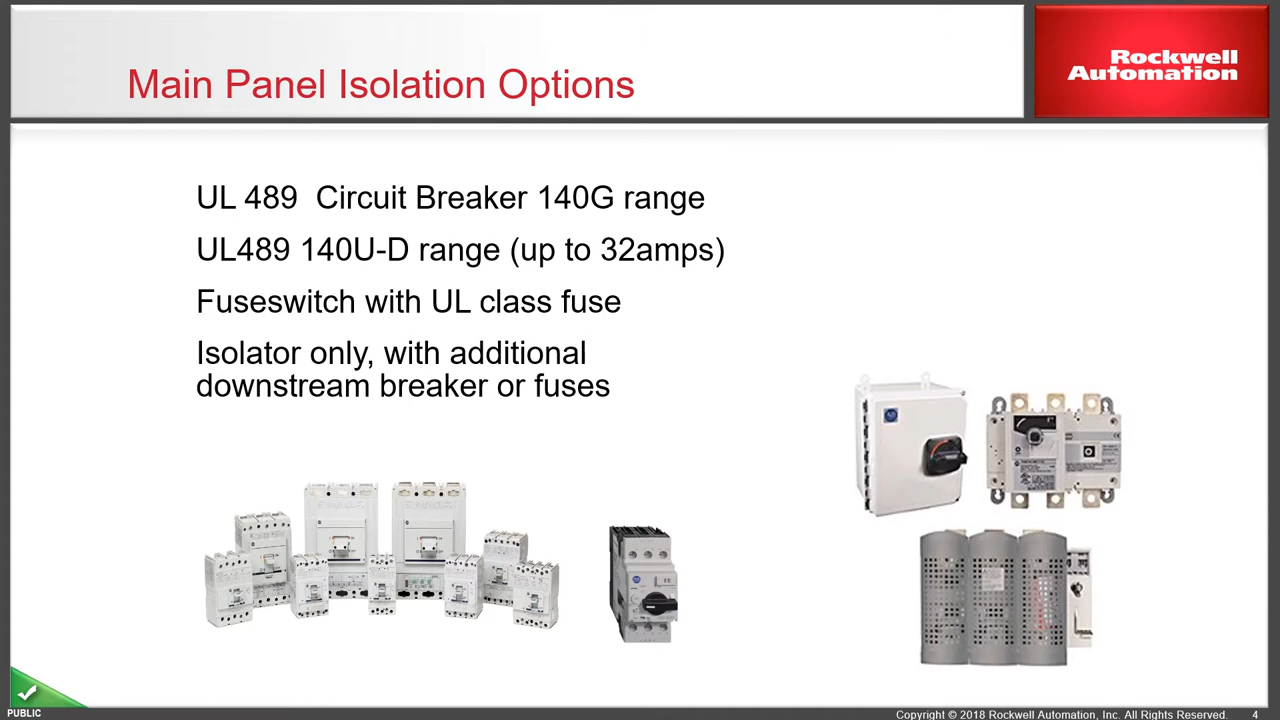 Main Panel Isolation Options
Rockwell
Automation
UL 489  Circuit Breaker 140G range
UL489 140U-D range (up to 32amps)
Fuseswitch with UL class fuse
Isolator only, with additional
downstream breaker or fuses
PUBLIC
Copyright © 2018 Rockwell Automation, Inc. All Rights Reserved.
4